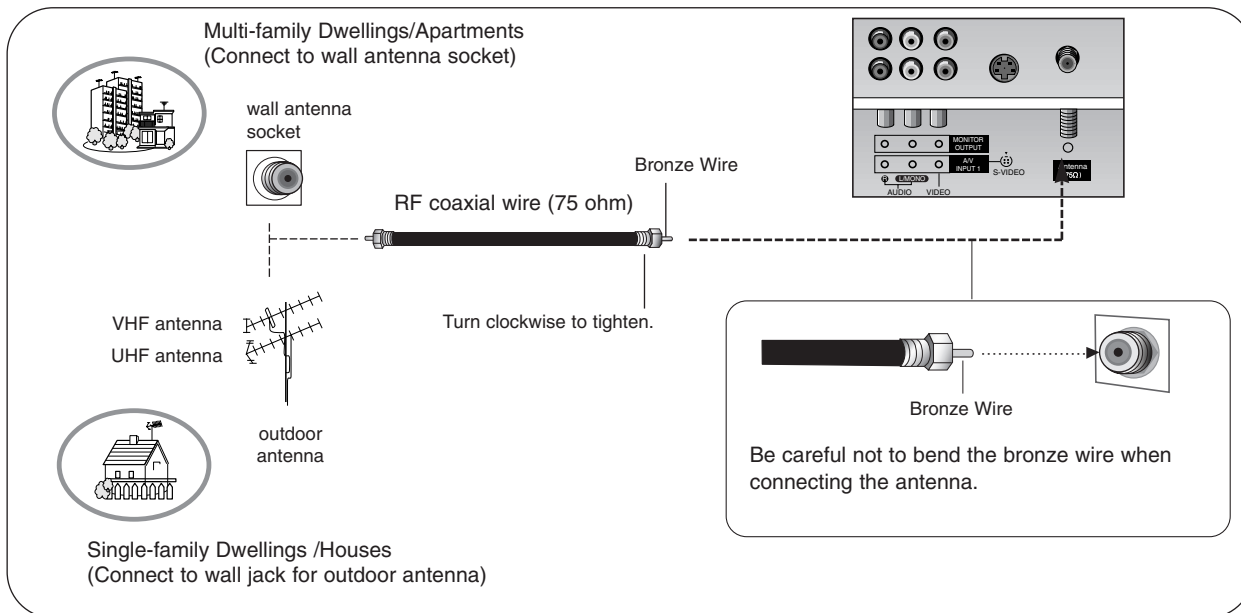 Multi-family Dwellings/Apartments
(Connect to wall antenna socket)
wall antenna
socket
Bronze Wire
RF coaxial wire (75 ohm)
Turn clockwise to tighten.
VHF antenna
UHF antenna
outdoor
antenna
Single-family Dwellings /Houses
(Connect to wall jack for outdoor antenna)
MONITOR
OUTPUT
A/V
INPUT 1
S-VIDEO
R
L/MONO
AUDIO
VIDEO
ntenna
75Ω)
Bronze Wire
Be careful not to bend the bronze wire when
connecting the antenna.